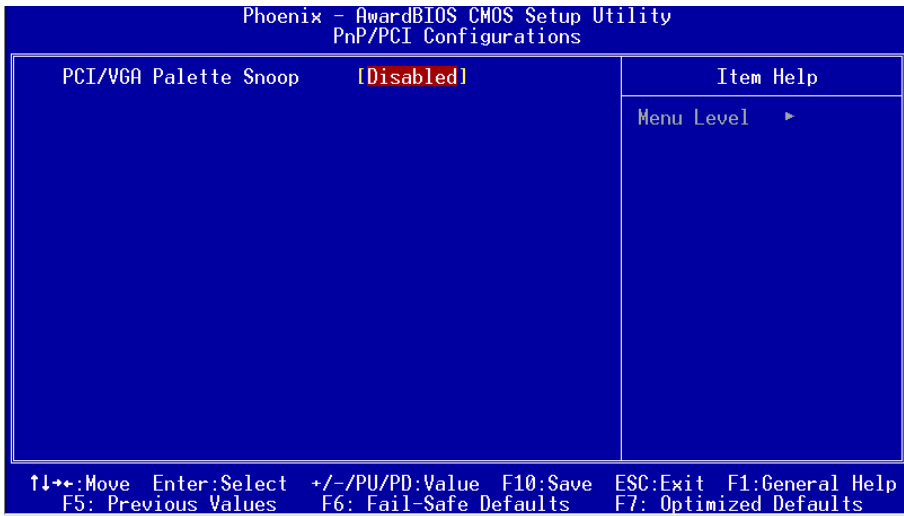 Phoenix - AwardBIOS CMOS Setup Utility
PnP/PCI Configurations
PCI/VGA Palette Snoop [Disabled]
Item Help
Menu Level ►
↑↓→←:Move Enter:Select +/-/PU/PD:Value F10:Save ESC:Exit F1:General Help
F5: Previous Values F6: Fail-Safe Defaults F7: Optimized Defaults